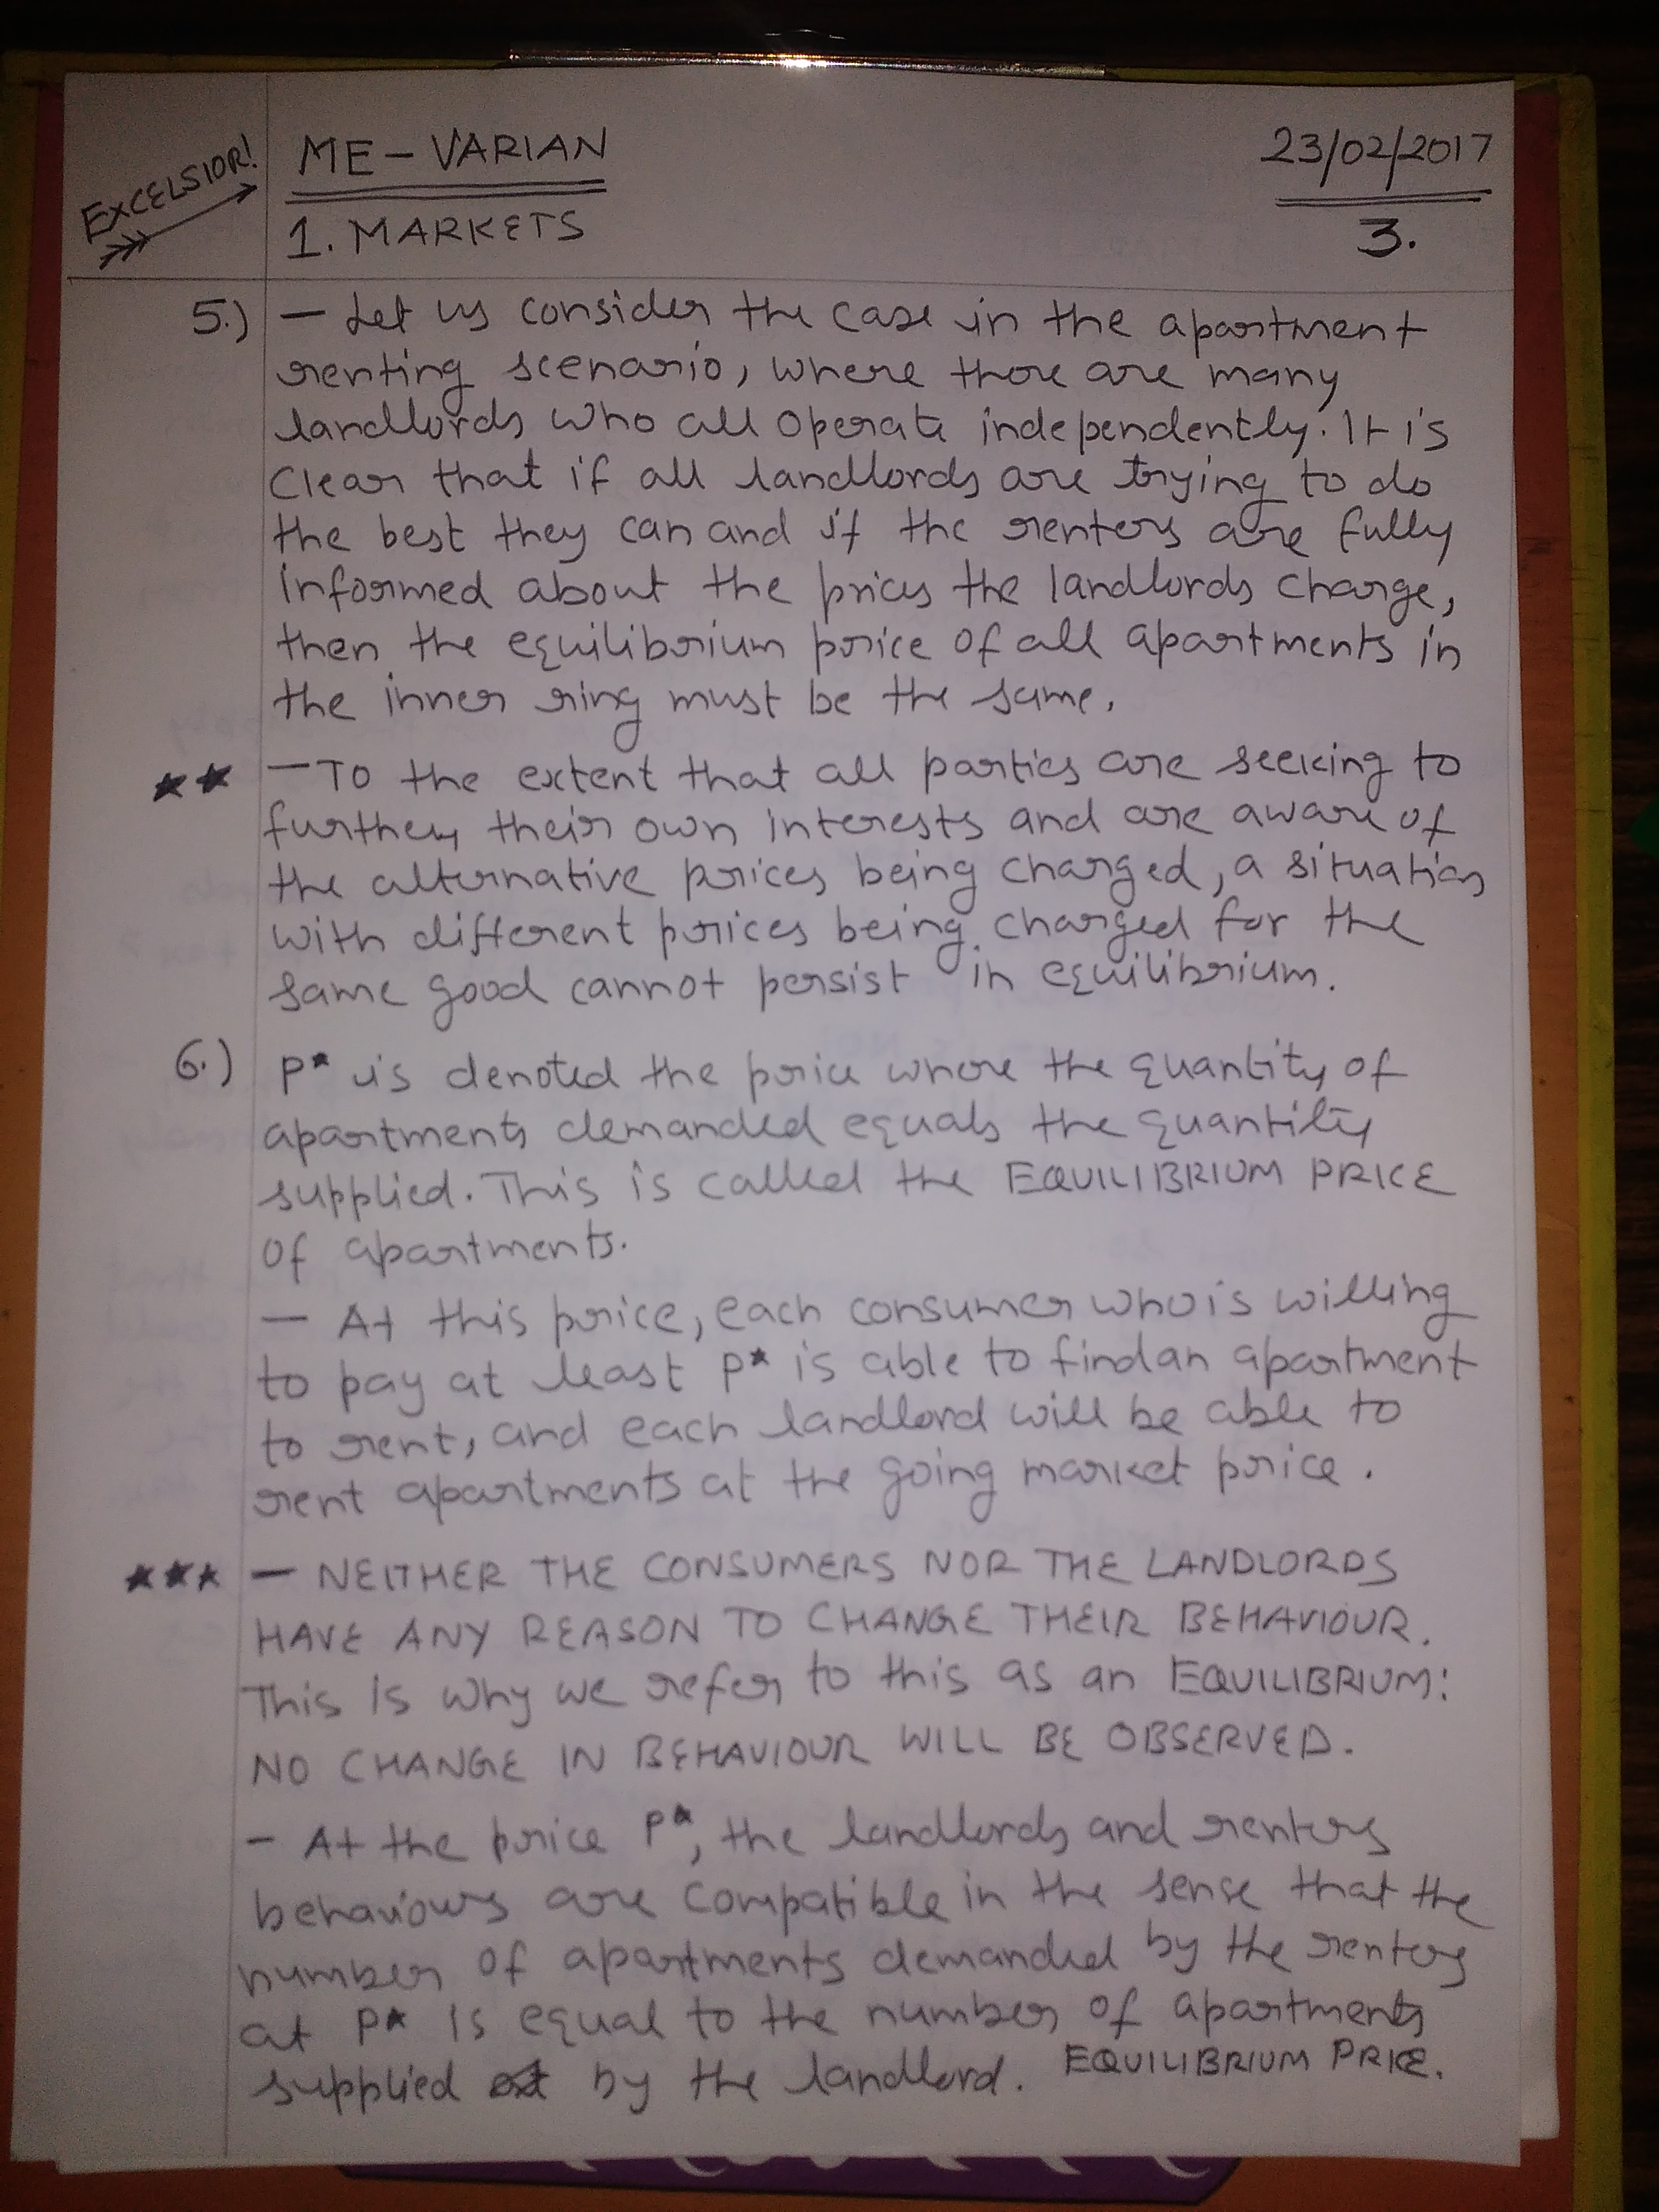 EXCELSIOR!
ME - VARIAN
23/02/2017
1. MARKETS
3.
5.) — Let us consider the case in the apartment
renting scenario, where there are many
landlords who all operate independently. It is
clear that if all landlords are trying to do
the best they can and if the renters are fully
informed about the prices the landlords charge,
then the equilibrium price of all apartments in
the inner ring must be the same.
★★ — To the extent that all parties are seeking to
further their own interests and are aware of
the alternative prices being charged, a situation
with different prices being charged for the
same good cannot persist in equilibrium.
6.) P* is denoted the price where the quantity of
apartments demanded equals the quantity
supplied. This is called the EQUILIBRIUM PRICE
of apartments.
— At this price, each consumer who is willing
to pay at least P* is able to find an apartment
to rent, and each landlord will be able to
rent apartments at the going market price.
★★★ — NEITHER THE CONSUMERS NOR THE LANDLORDS
HAVE ANY REASON TO CHANGE THEIR BEHAVIOUR.
This is why we refer to this as an EQUILIBRIUM:
NO CHANGE IN BEHAVIOUR WILL BE OBSERVED.
- At the price P*, the landlords and renters
behaviours are compatible in the sense that the
number of apartments demanded by the renters
at P* is equal to the number of apartments
supplied by the landlord. EQUILIBRIUM PRICE.